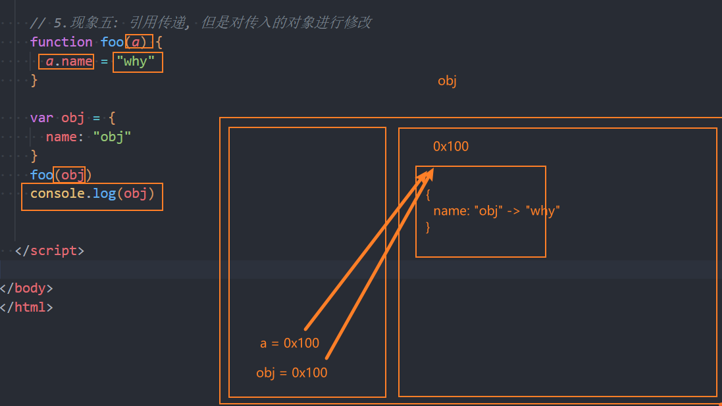 // 5.现象五: 引用传递, 但是对传入的对象进行修改
function foo(a) {
a.name = "why"
}
obj
var obj = {
name: "obj"
}
foo(obj)
console.log(obj)
0x100
{
name: "obj" -> "why"
}
</script>
</body>
</html>
a = 0x100
obj = 0x100